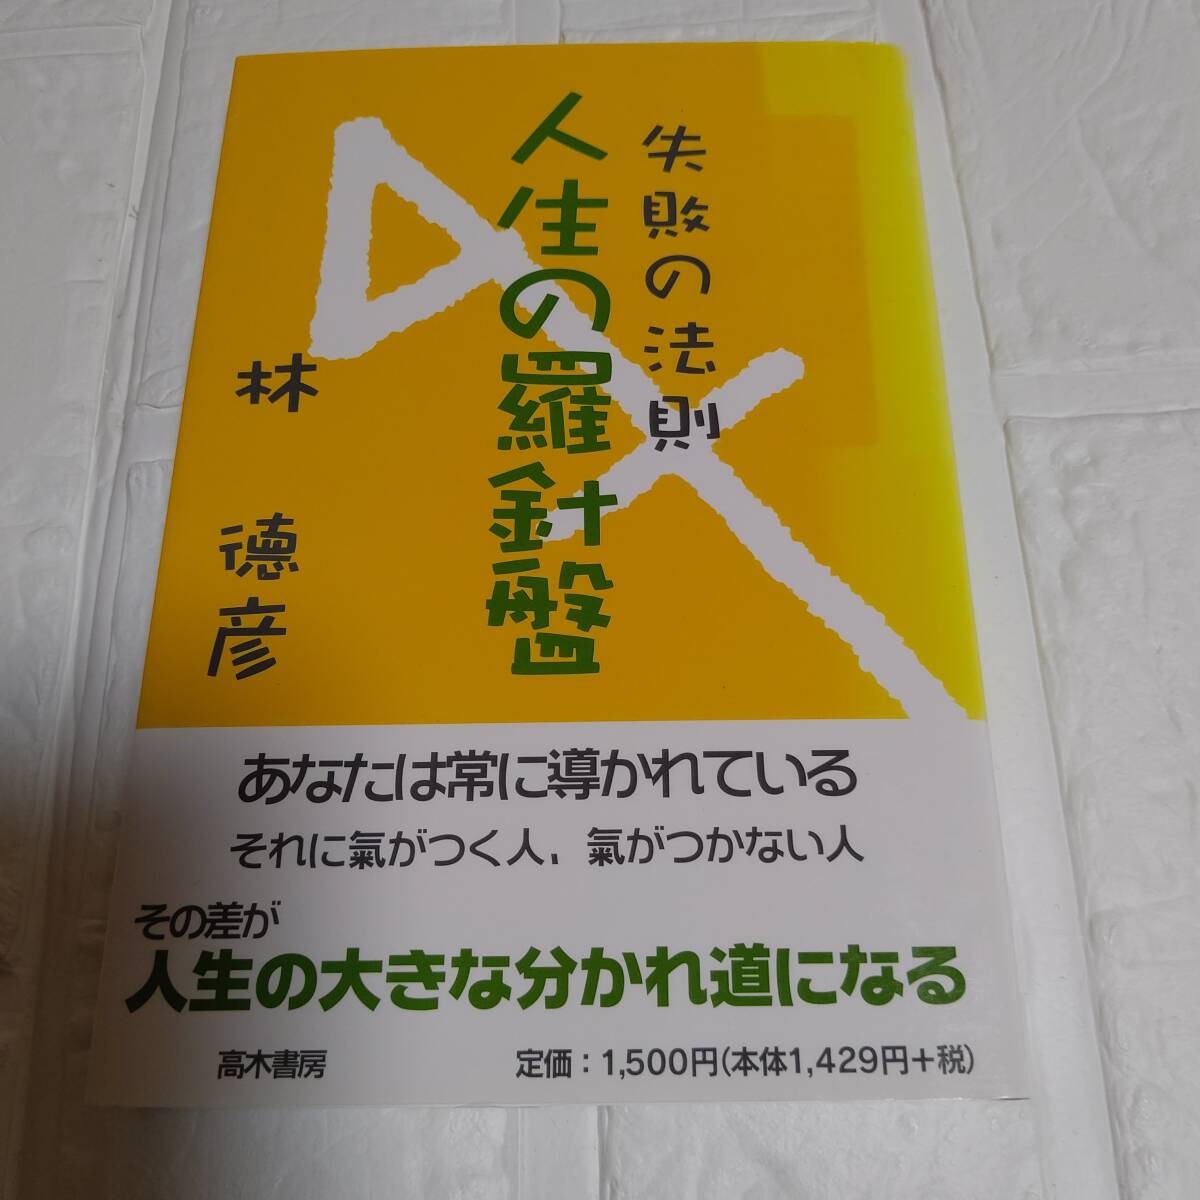 失敗の法則
人生の羅針盤
林 徳彦
あなたは常に導かれている
それに氣がつく人、氣がつかない人
その差が
人生の大きな分かれ道になる
高木書房
定価：1,500円(本体1,429円+税)